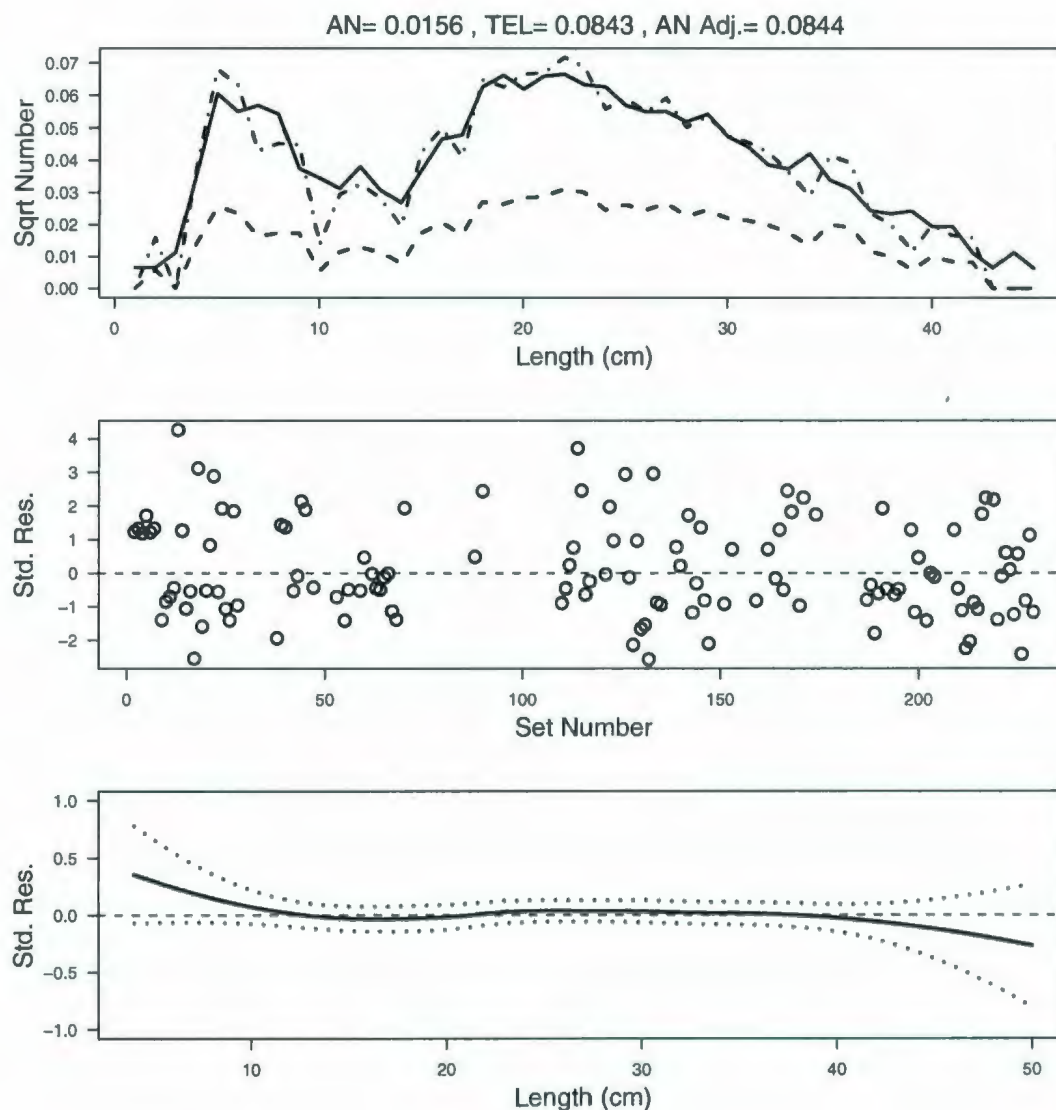 AN= 0.0156 , TEL= 0.0843 , AN Adj.= 0.0844
Sqrt Number
0.07
0.06
0.05
0.04
0.03
0.02
0.01
0.00
0 10 20 30 40
Length (cm)
Std. Res.
4
3
2
1
0
−1
−2
0 50 100 150 200
Set Number
Std. Res.
1.0
0.5
0.0
−0.5
−1.0
10 20 30 40 50
Length (cm)